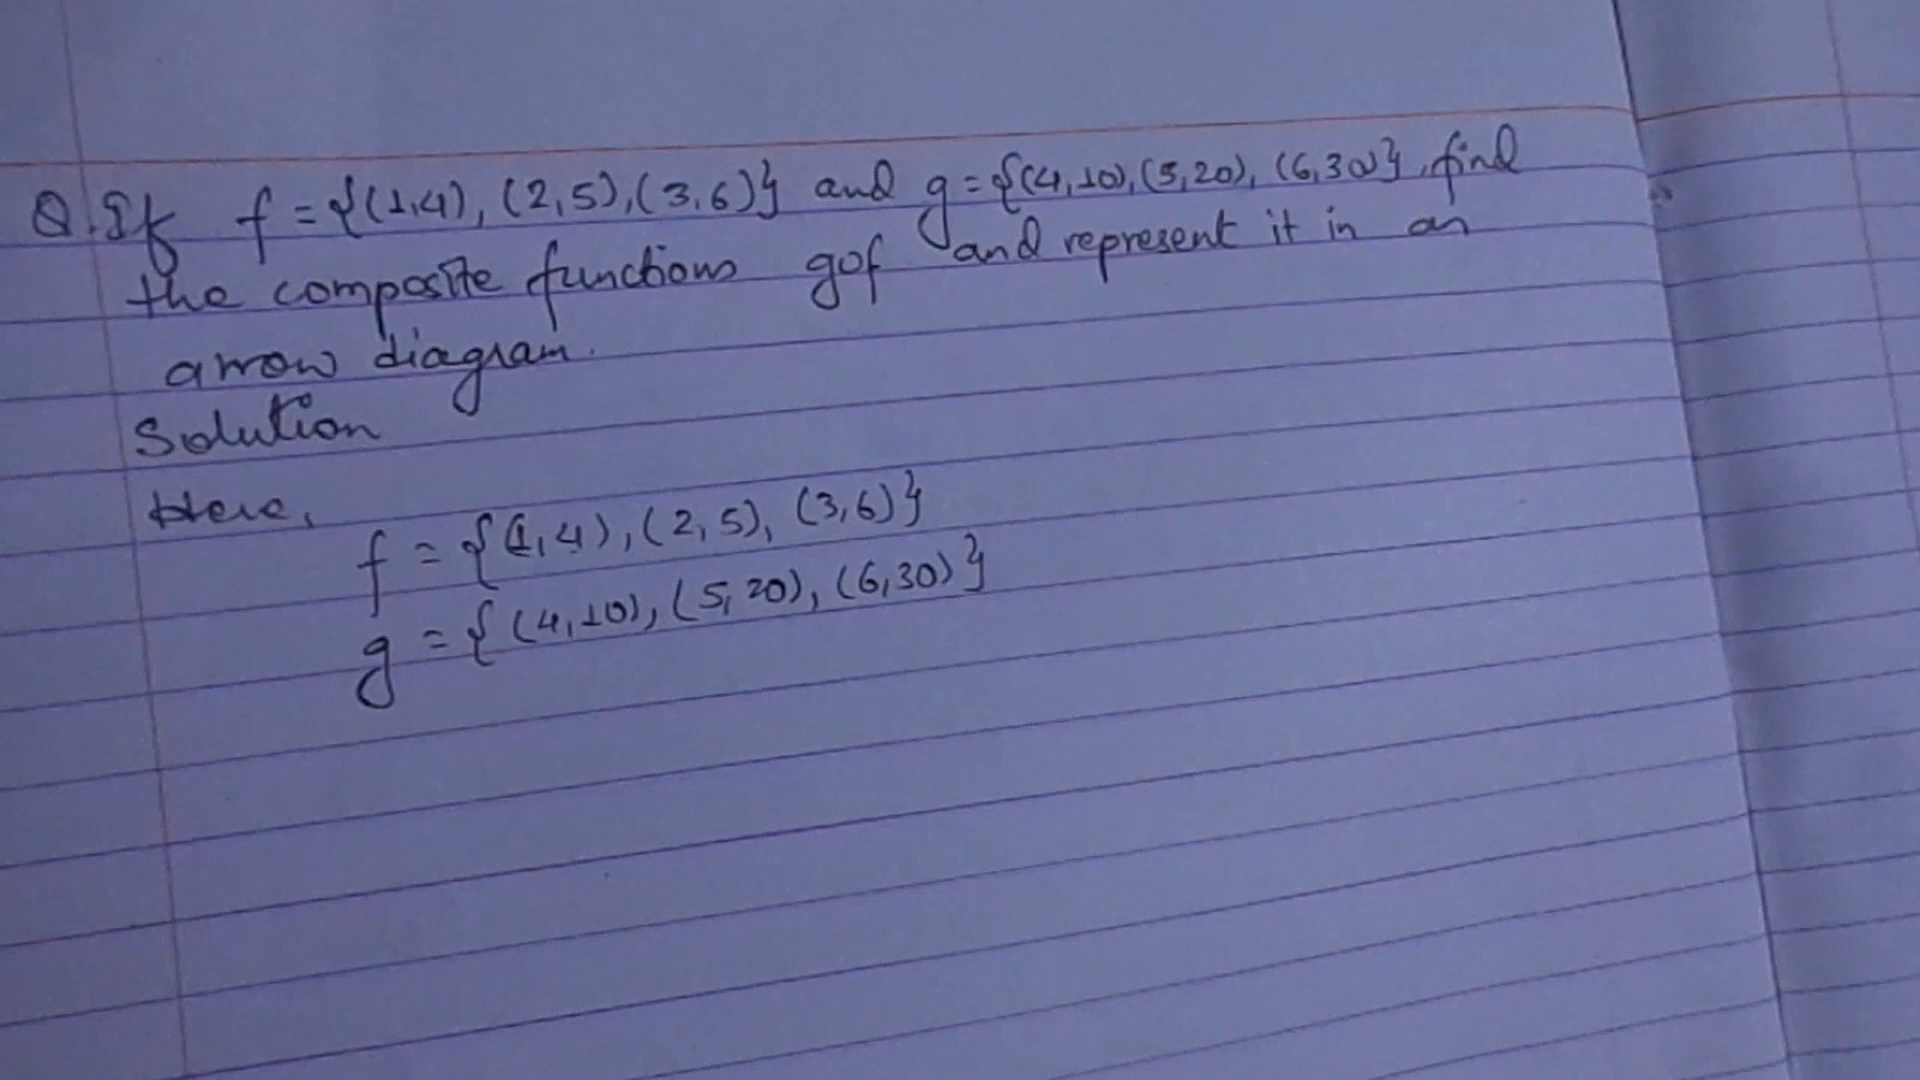 Q. If f = {(1,4), (2,5), (3,6)} and g = {(4,10), (5,20), (6,30)}, find
the composite functions gof and represent it in an
arrow diagram.
Solution
Here,
f = {(1,4), (2,5), (3,6)}
g = {(4,10), (5,20), (6,30)}